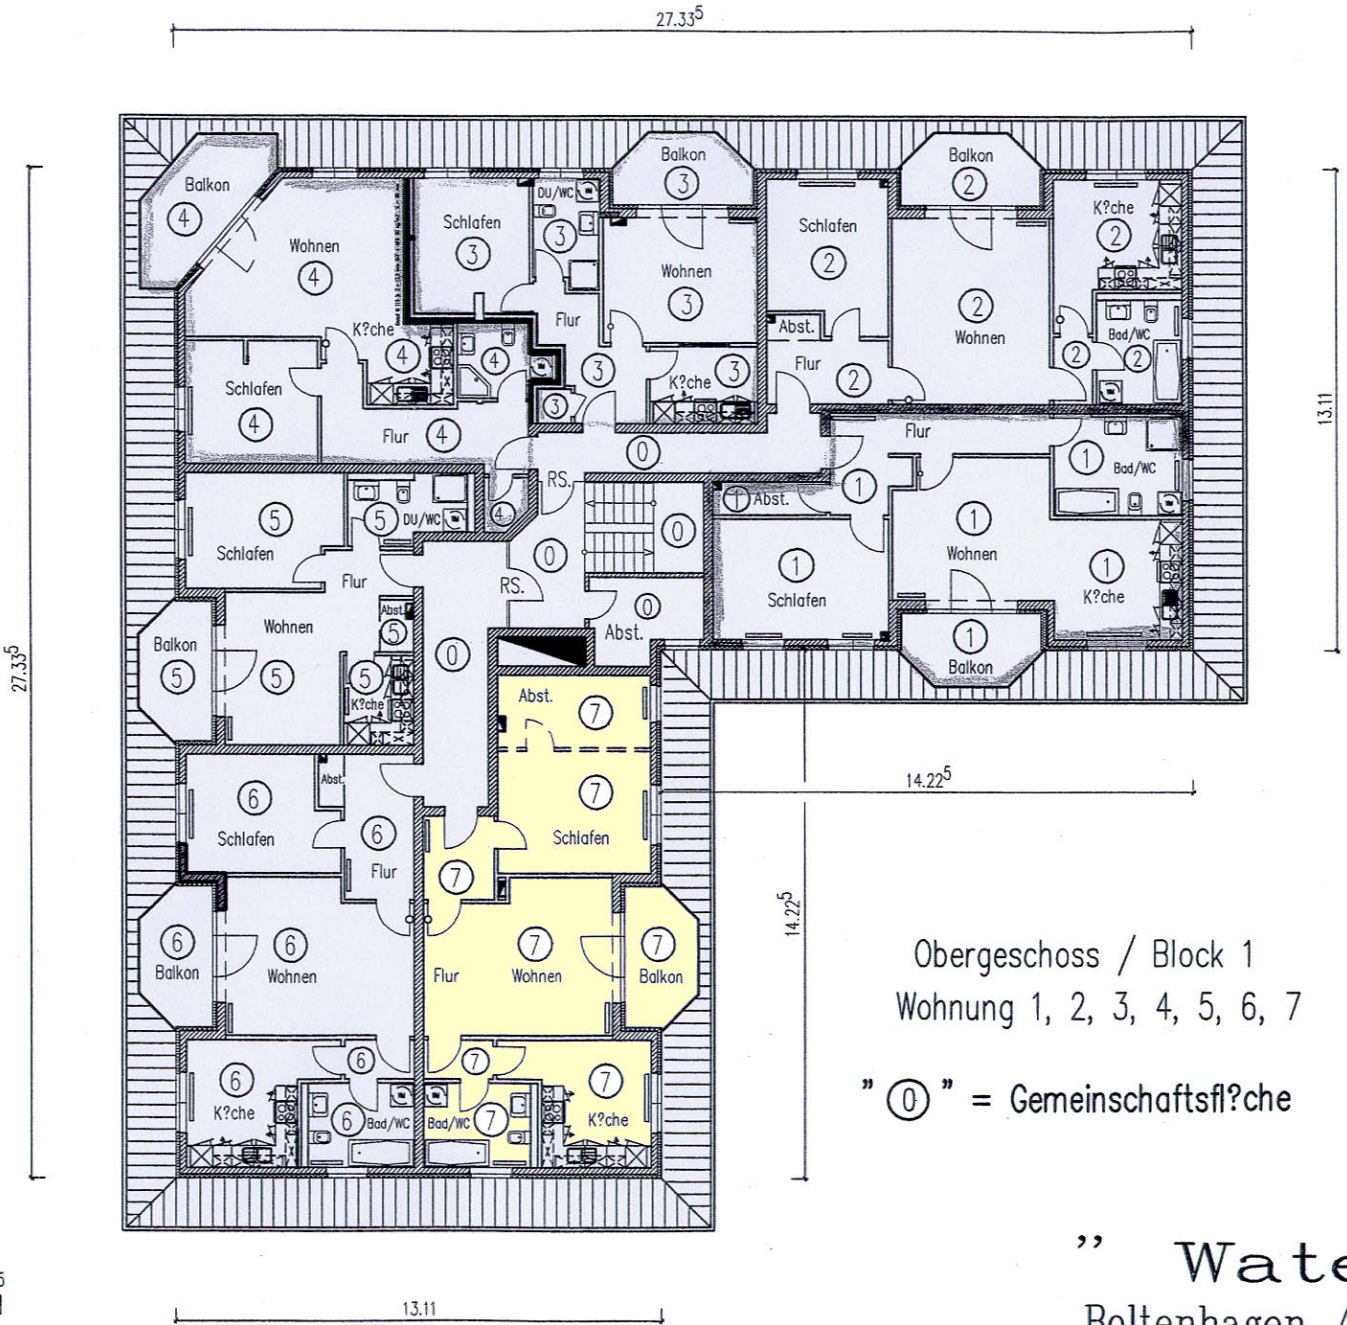 27.33⁵
Balkon
4
Balkon
3
Balkon
2
Wohnen
4
Schlafen
3
DU/WC
3
Wohnen
3
Schlafen
2
2
Wohnen
K?che
2
K?che
4
4
Flur
3
3
K?che
3
Abst.
Flur
2
2
Bad/WC
2
Schlafen
4
Flur
4
4
0
RS.
Flur
1
1
Abst.
1
Bad/WC
5
Schlafen
5
DU/WC
Flur
0
0
RS.
0
Abst.
1
Schlafen
1
Wohnen
1
K?che
1
Balkon
Wohnen
5
Balkon
5
Abst.
5
5
K?che
0
Abst.
7
7
Schlafen
6
Schlafen
Abst.
6
Flur
7
6
Balkon
6
Wohnen
Flur
7
Wohnen
7
Balkon
6
K?che
6
6
Bad/WC
7
Bad/WC
7
7
K?che
27.33⁵
13.11
14.22⁵
14.22⁵
13.11
5
Obergeschoss / Block 1
Wohnung 1, 2, 3, 4, 5, 6, 7
" 0 " = Gemeinschaftsfl?che
" Wate
Boltenhagen /